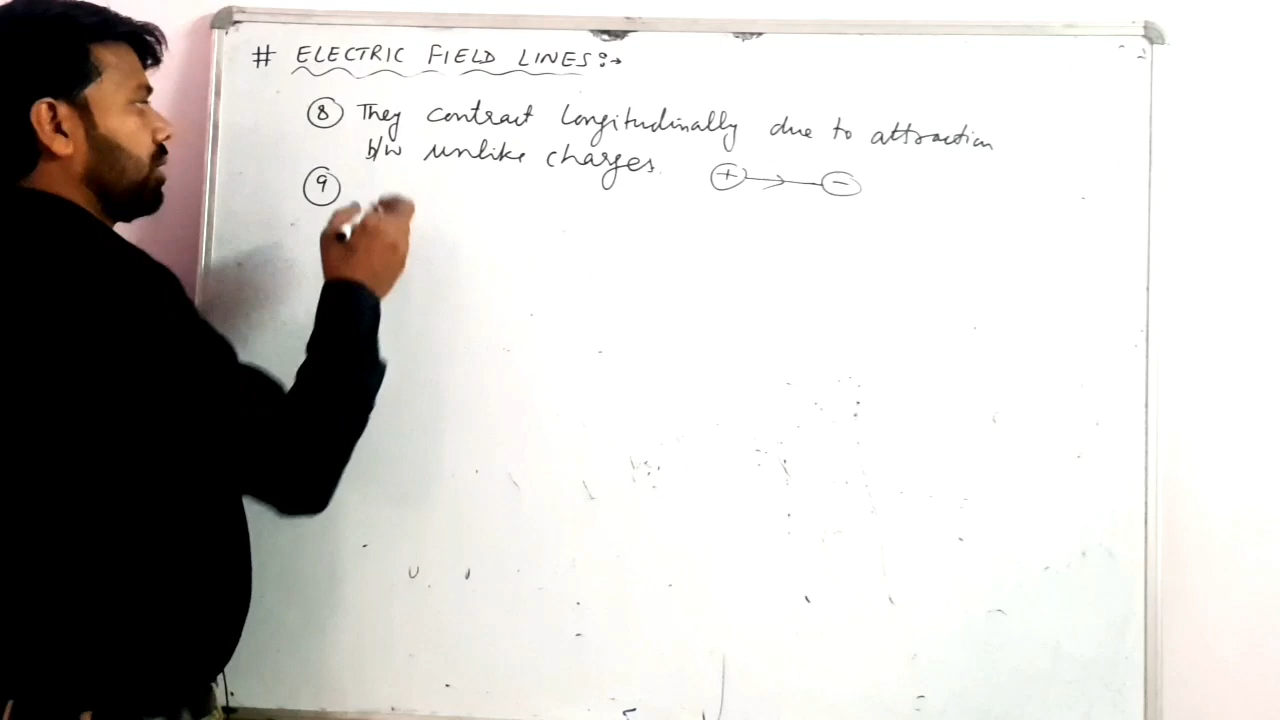 # ELECTRIC FIELD LINES:→
⑧ They contract longitudinally due to attraction
b/w unlike charges. + −
⑨